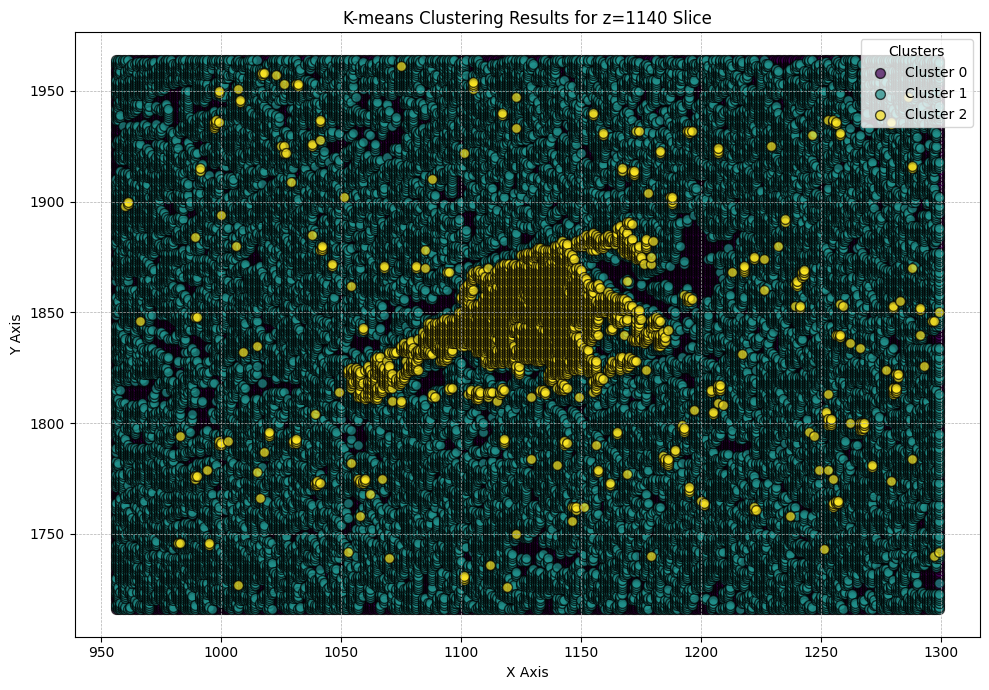 K-means Clustering Results for z=1140 Slice
Clusters
Cluster 0
Cluster 1
Cluster 2
Y Axis
1950
1900
1850
1800
1750
950 1000 1050 1100 1150 1200 1250 1300
X Axis